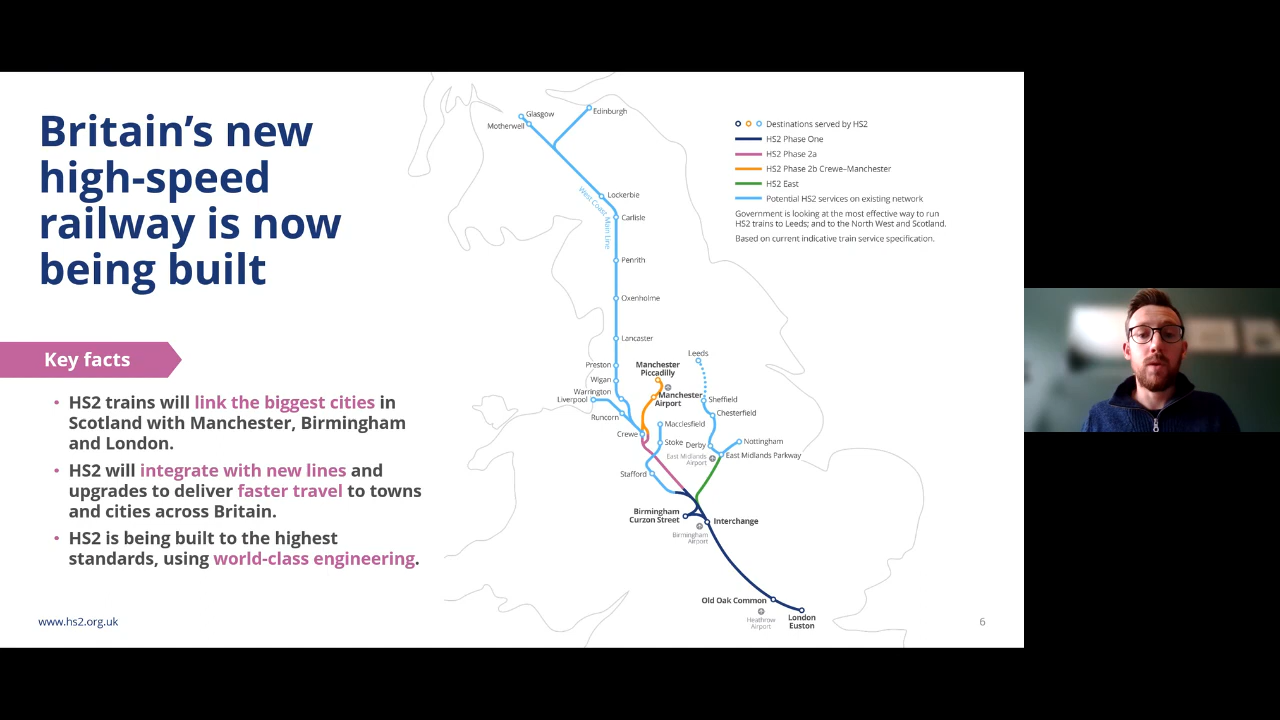 Britain's new
high-speed
railway is now
being built
Key facts
• HS2 trains will link the biggest cities in
Scotland with Manchester, Birmingham
and London.
• HS2 will integrate with new lines and
upgrades to deliver faster travel to towns
and cities across Britain.
• HS2 is being built to the highest
standards, using world-class engineering.
www.hs2.org.uk
Glasgow
Edinburgh
Motherwell
Lockerbie
West Coast Main Line
Carlisle
Penrith
Oxenholme
Lancaster
Preston
Wigan
Warrington
Liverpool
Runcorn
Crewe
Manchester
Piccadilly
Manchester
Airport
Leeds
Sheffield
Chesterfield
Macclesfield
Stoke
Derby
Nottingham
East Midlands
Airport
East Midlands Parkway
Stafford
Birmingham
Curzon Street
Interchange
Birmingham
Airport
Old Oak Common
Heathrow
Airport
London
Euston
Destinations served by HS2
HS2 Phase One
HS2 Phase 2a
HS2 Phase 2b Crewe–Manchester
HS2 East
Potential HS2 services on existing network
Government is looking at the most effective way to run
HS2 trains to Leeds; and to the North West and Scotland.
Based on current indicative train service specification.
6